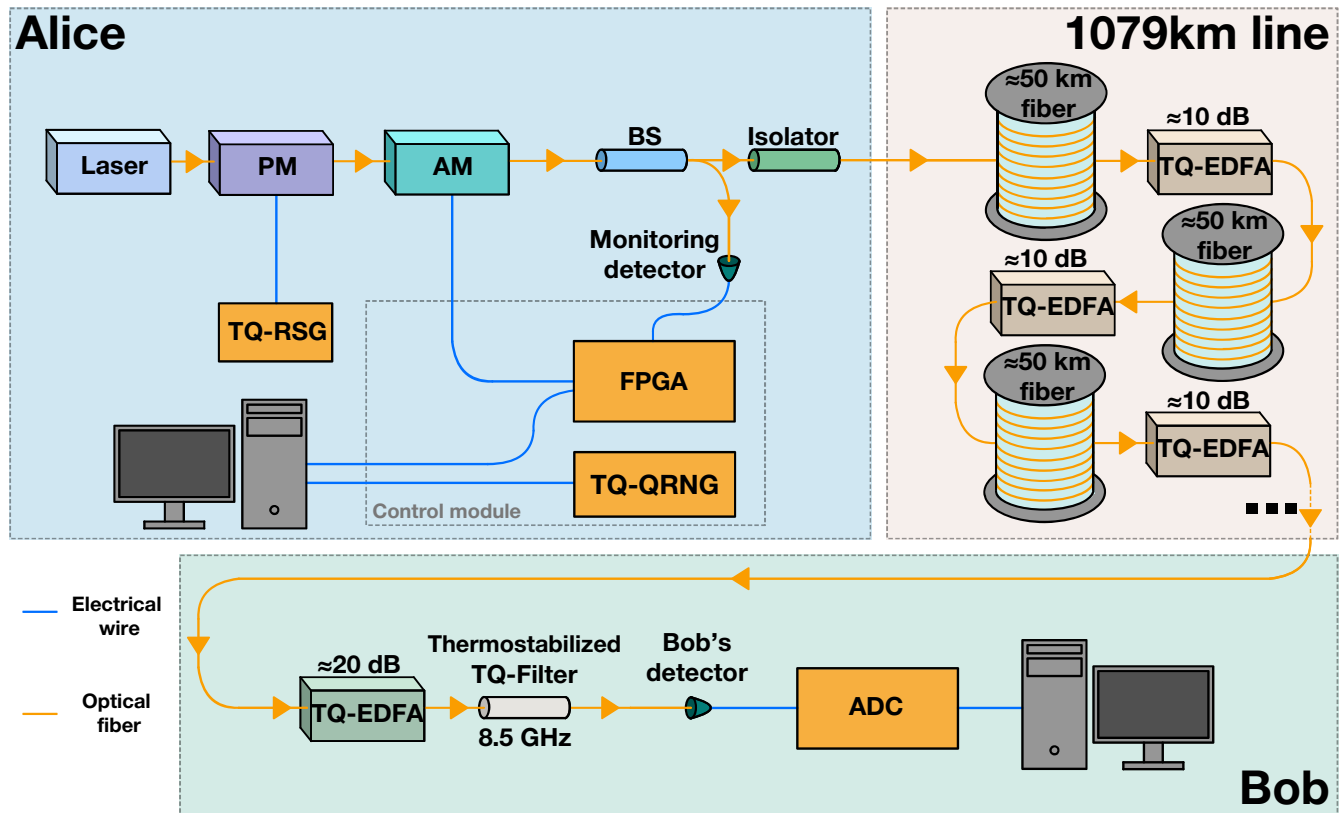 Alice
1079km line
Laser
PM
AM
BS
Isolator
Monitoring
detector
TQ-RSG
FPGA
TQ-QRNG
Control module
≈50 km
fiber
≈10 dB
TQ-EDFA
≈50 km
fiber
≈10 dB
TQ-EDFA
≈50 km
fiber
≈10 dB
TQ-EDFA
Electrical
wire
Optical
fiber
≈20 dB
TQ-EDFA
Thermostabilized
TQ-Filter
8.5 GHz
Bob's
detector
ADC
Bob